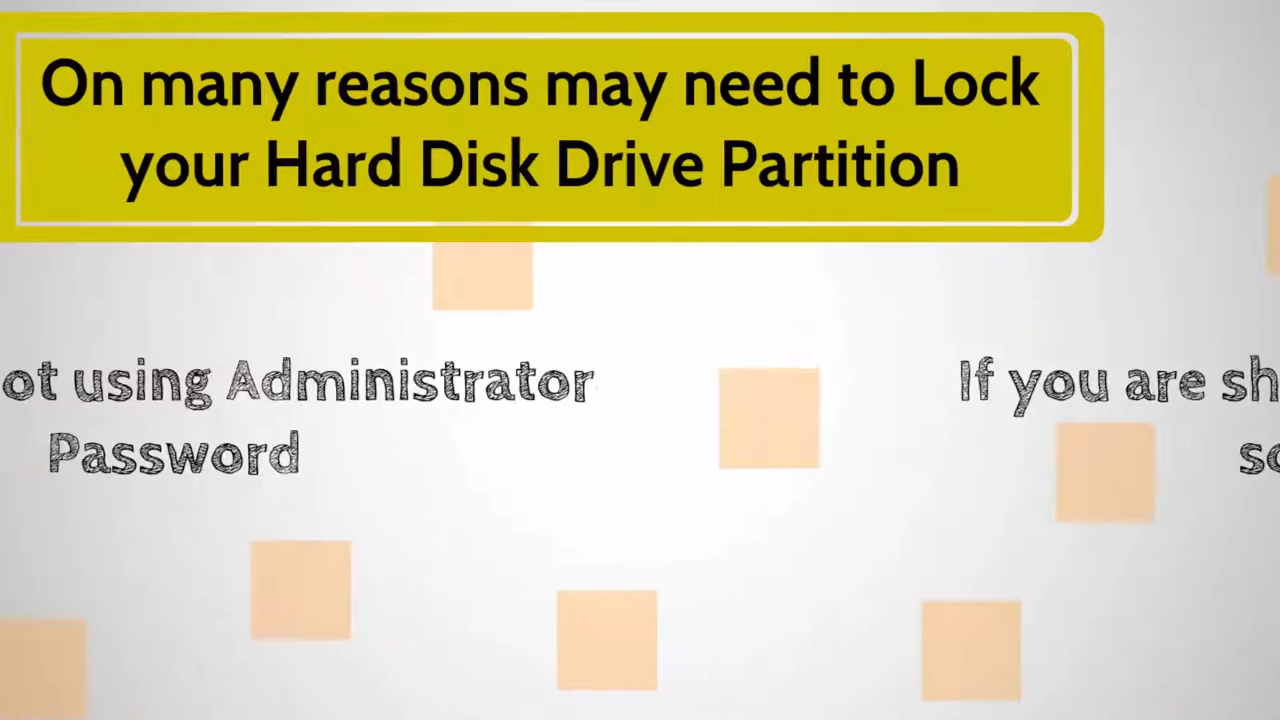 On many reasons may need to Lock
your Hard Disk Drive Partition
ot using Administrator
Password
If you are sh
so